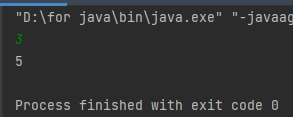 "D:\for java\bin\java.exe" "-javaag
3
5
Process finished with exit code 0